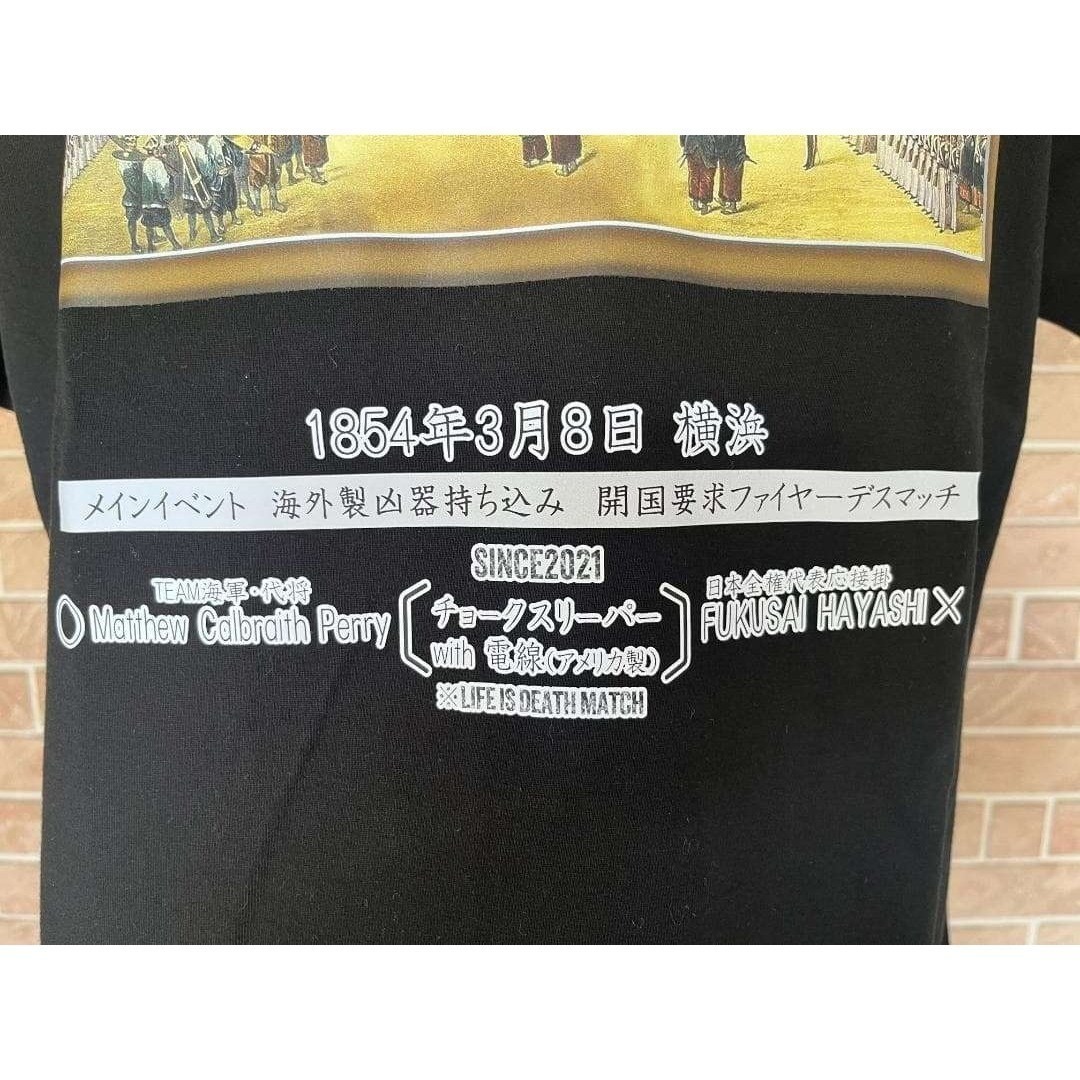 1854年3月8日 横浜
メインイベント 海外製凶器持ち込み 開国要求ファイヤーデスマッチ
SINCE2021
TEAM海軍・代将
○ Matthew Calbraith Perry
チョークスリーパー
with 電線(アメリカ製)
日本全権代表応接掛
FUKUSAI HAYASHI ×
※LIFE IS DEATH MATCH